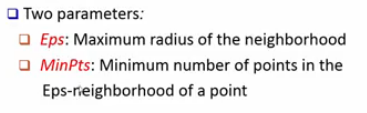 Two parameters:
Eps: Maximum radius of the neighborhood
MinPts: Minimum number of points in the
Eps-neighborhood of a point